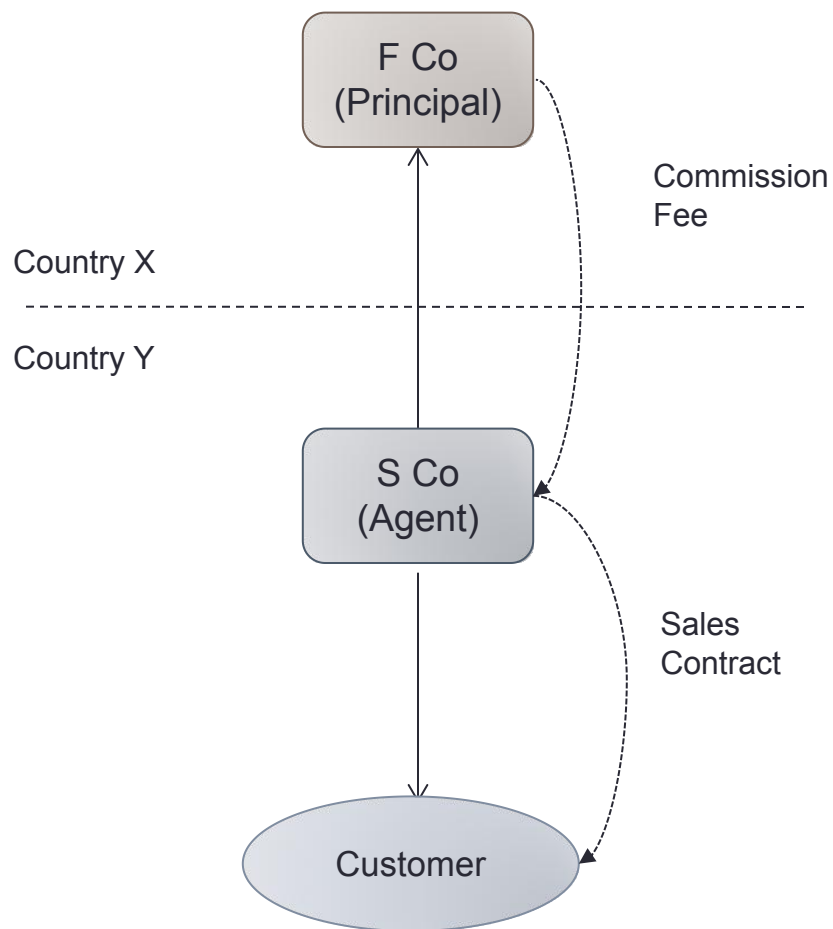 F Co
(Principal)
Commission
Fee
Country X
Country Y
S Co
(Agent)
Sales
Contract
Customer